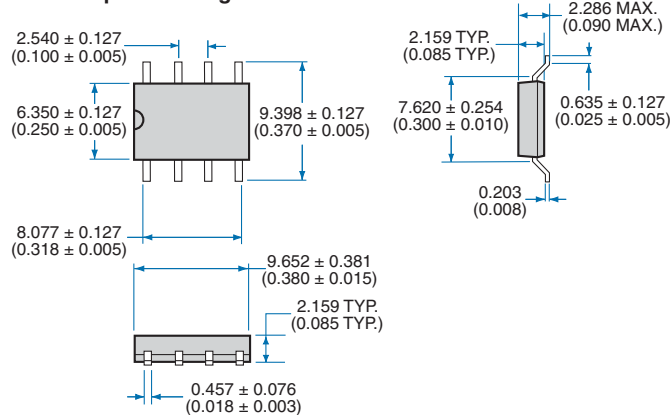 2.540 ± 0.127
(0.100 ± 0.005)
6.350 ± 0.127
(0.250 ± 0.005)
9.398 ± 0.127
(0.370 ± 0.005)
8.077 ± 0.127
(0.318 ± 0.005)
2.286 MAX.
(0.090 MAX.)
2.159 TYP.
(0.085 TYP.)
7.620 ± 0.254
(0.300 ± 0.010)
0.635 ± 0.127
(0.025 ± 0.005)
0.203
(0.008)
9.652 ± 0.381
(0.380 ± 0.015)
2.159 TYP.
(0.085 TYP.)
0.457 ± 0.076
(0.018 ± 0.003)